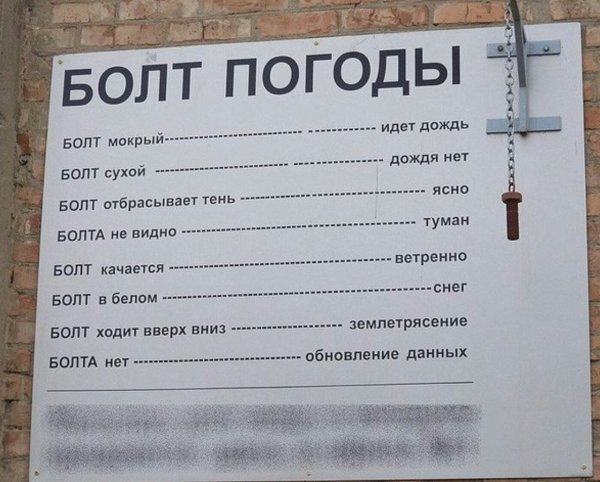 БОЛТ ПОГОДЫ
БОЛТ мокрый---------------------- ----------- идет дождь
БОЛТ сухой --------------------- ---------------- дождя нет
БОЛТ отбрасывает тень ----------------------------- ясно
БОЛТА не видно ------------------------------------ туман
БОЛТ качается ----------------------------------- ветренно
БОЛТ в белом ------------------------------------------снег
БОЛТ ходит вверх вниз ----------------- землетрясение
БОЛТА нет -------------------------- обновление данных